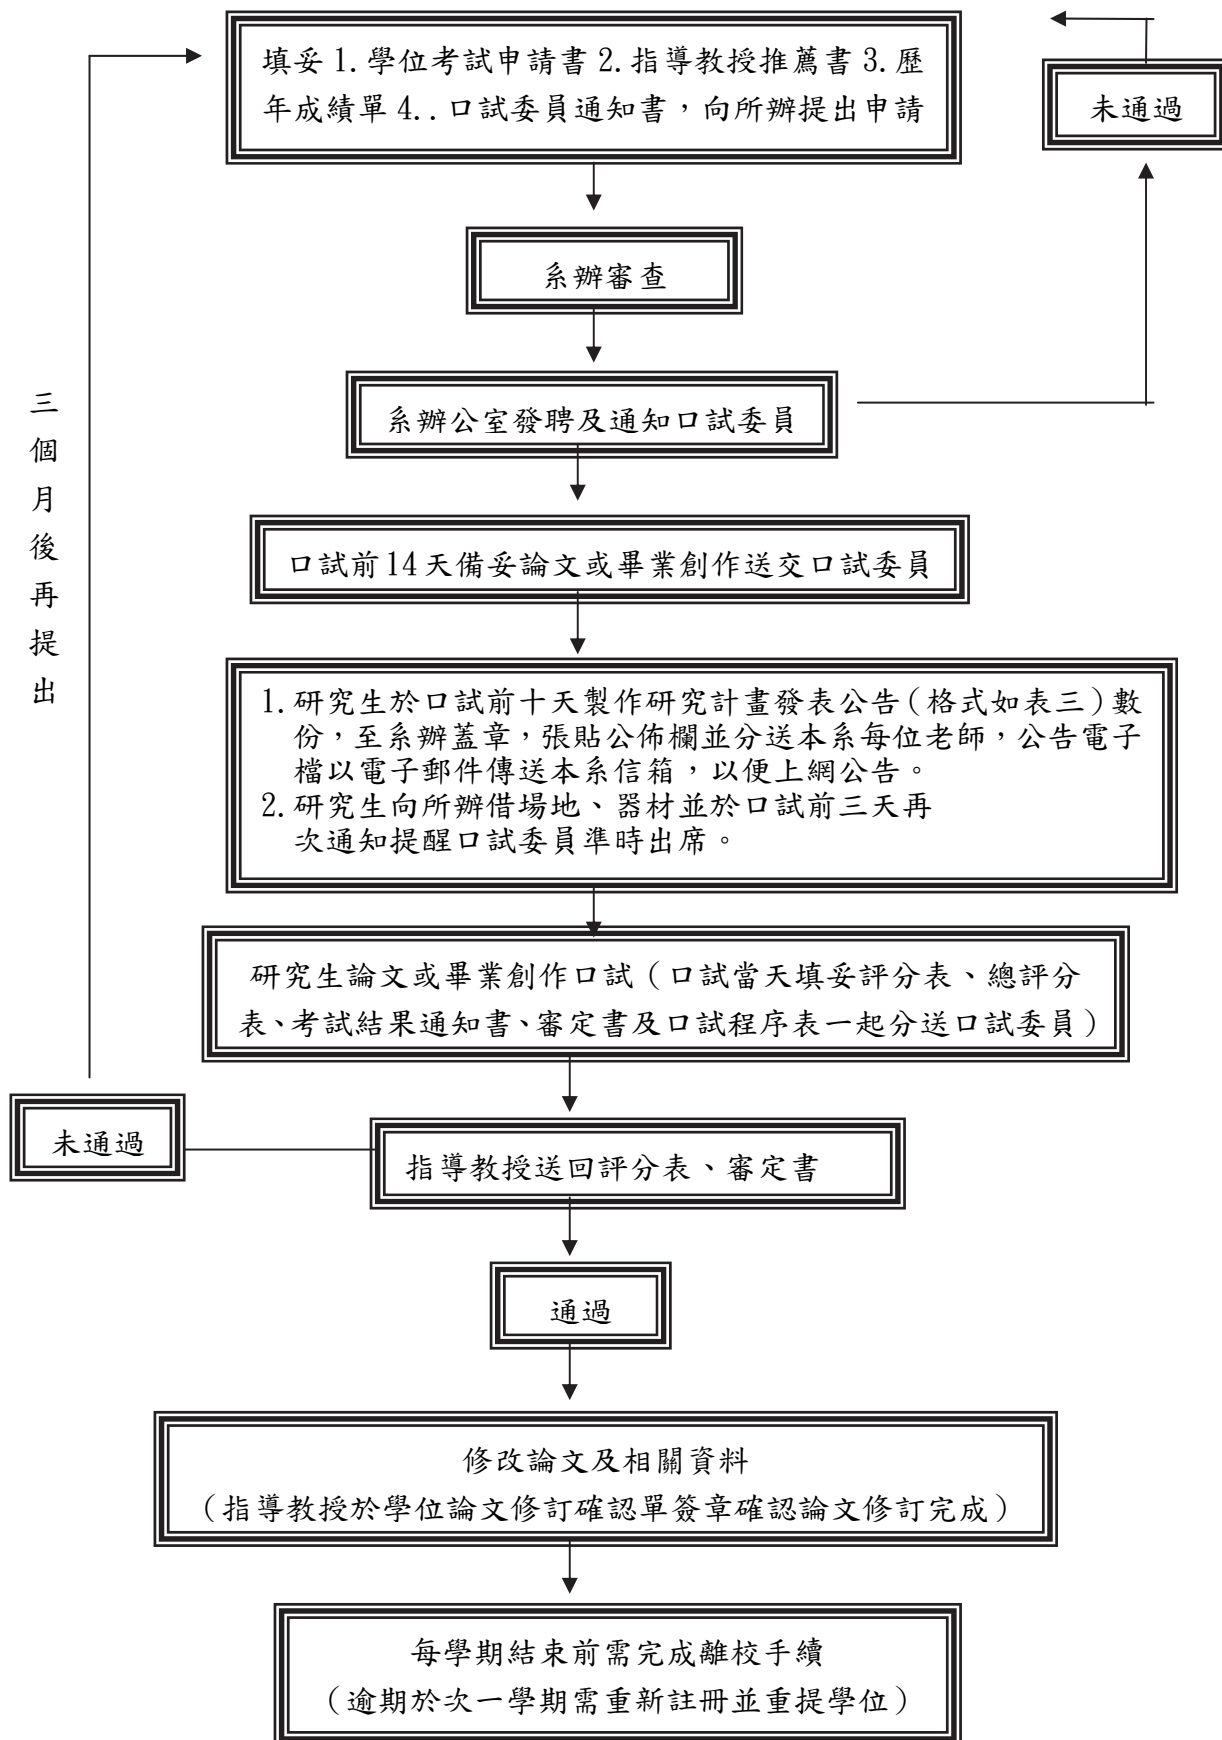 填妥 1.學位考試申請書 2.指導教授推薦書 3.歷
年成績單 4..口試委員通知書，向所辦提出申請
未通過
系辦審查
系辦公室發聘及通知口試委員
三個月後再提出
口試前14天備妥論文或畢業創作送交口試委員
1.研究生於口試前十天製作研究計畫發表公告（格式如表三）數
份，至系辦蓋章，張貼公佈欄並分送本系每位老師，公告電子
檔以電子郵件傳送本系信箱，以便上網公告。
2.研究生向所辦借場地、器材並於口試前三天再
次通知提醒口試委員準時出席。
研究生論文或畢業創作口試（口試當天填妥評分表、總評分
表、考試結果通知書、審定書及口試程序表一起分送口試委員）
未通過
指導教授送回評分表、審定書
通過
修改論文及相關資料
（指導教授於學位論文修訂確認單簽章確認論文修訂完成）
每學期結束前需完成離校手續
（逾期於次一學期需重新註冊並重提學位）